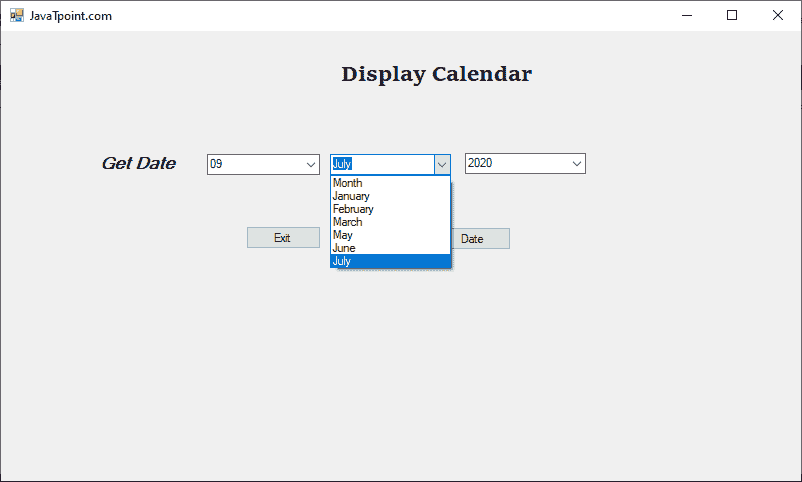 JavaTpoint.com
Display Calendar
Get Date 09 July 2020
Month
January
February
March
May
June
July
Exit Date